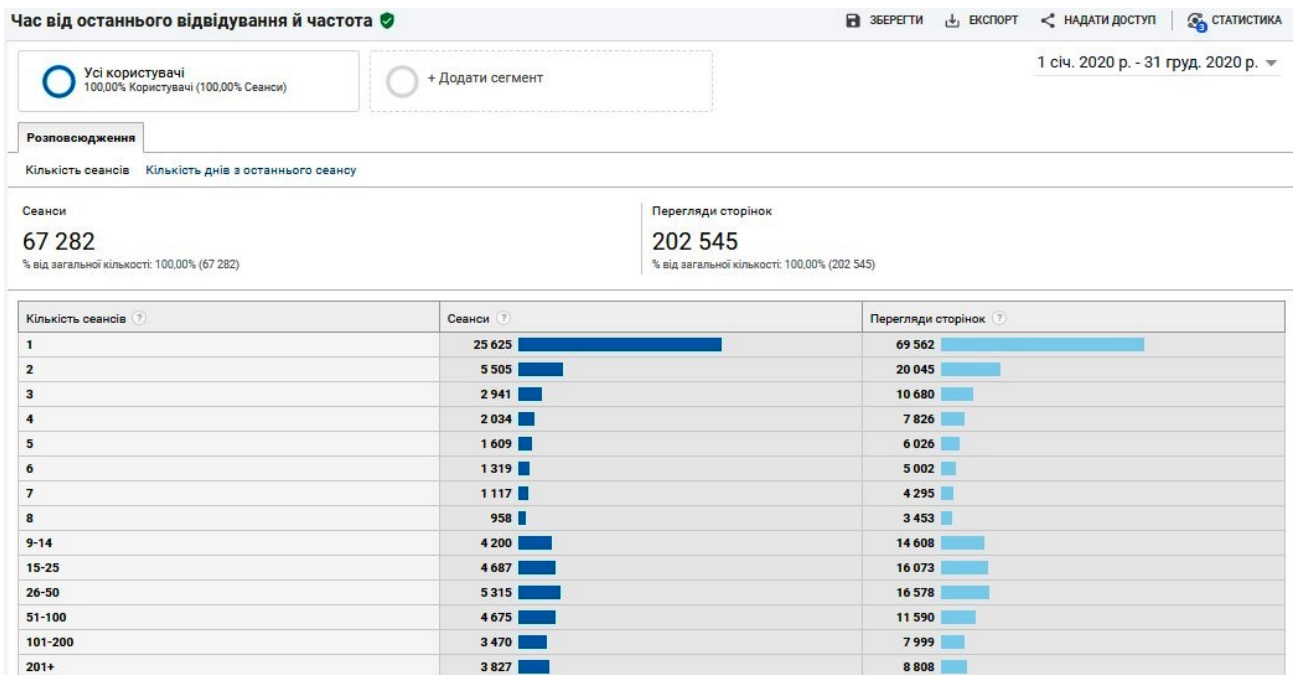 Час від останнього відвідування й частота
ЗБЕРЕГТИ ЕКСПОРТ НАДАТИ ДОСТУП 3 СТАТИСТИКА
Усі користувачі
100,00% Користувачі (100,00% Сеанси)
+ Додати сегмент
1 січ. 2020 р. - 31 груд. 2020 р.
Розповсюдження
Кількість сеансів Кількість днів з останнього сеансу
Сеанси Перегляди сторінок
67 282 202 545
% від загальної кількості: 100,00% (67 282) % від загальної кількості: 100,00% (202 545)
Кількість сеансів ? Сеанси ? Перегляди сторінок ?
1 25 625 69 562
2 5 505 20 045
3 2 941 10 680
4 2 034 7 826
5 1 609 6 026
6 1 319 5 002
7 1 117 4 295
8 958 3 453
9-14 4 200 14 608
15-25 4 687 16 073
26-50 5 315 16 578
51-100 4 675 11 590
101-200 3 470 7 999
201+ 3 827 8 808